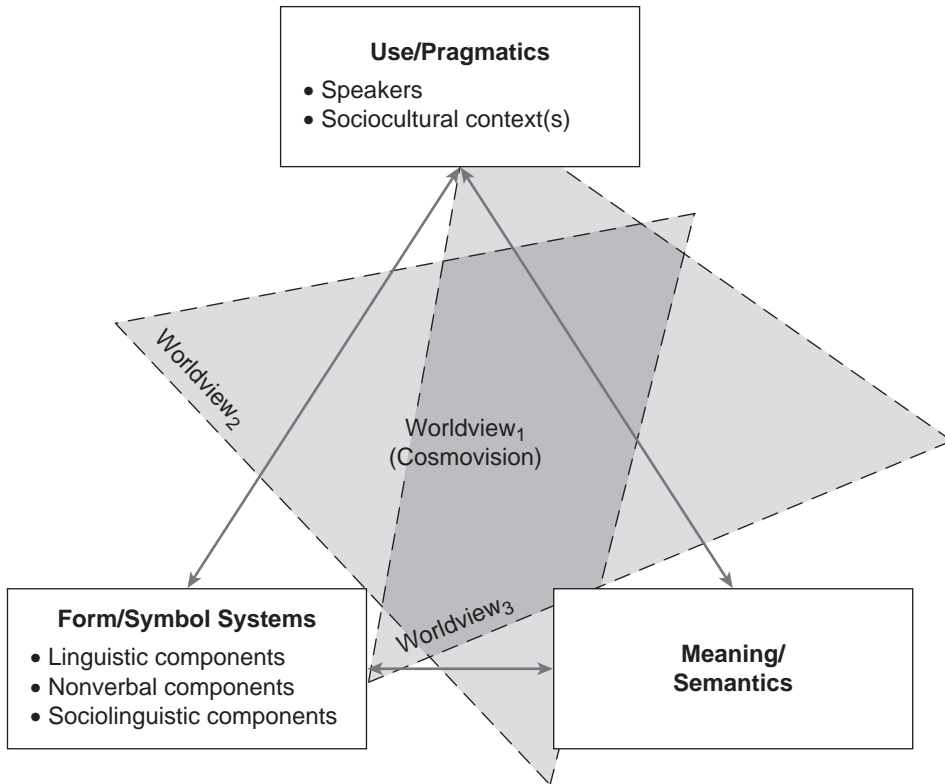 Use/Pragmatics
• Speakers
• Sociocultural context(s)
Worldview₂
Worldview₁
(Cosmovision)
Worldview₃
Form/Symbol Systems
• Linguistic components
• Nonverbal components
• Sociolinguistic components
Meaning/
Semantics